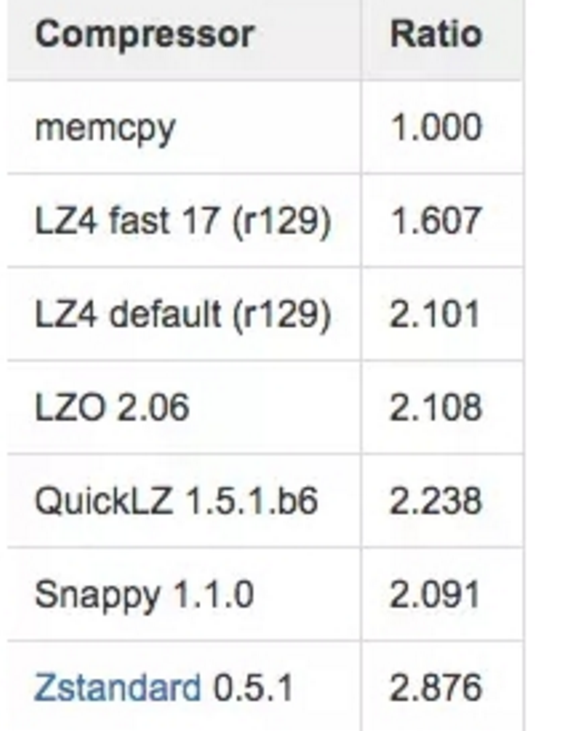 Compressor Ratio
memcpy 1.000
LZ4 fast 17 (r129) 1.607
LZ4 default (r129) 2.101
LZO 2.06 2.108
QuickLZ 1.5.1.b6 2.238
Snappy 1.1.0 2.091
Zstandard 0.5.1 2.876